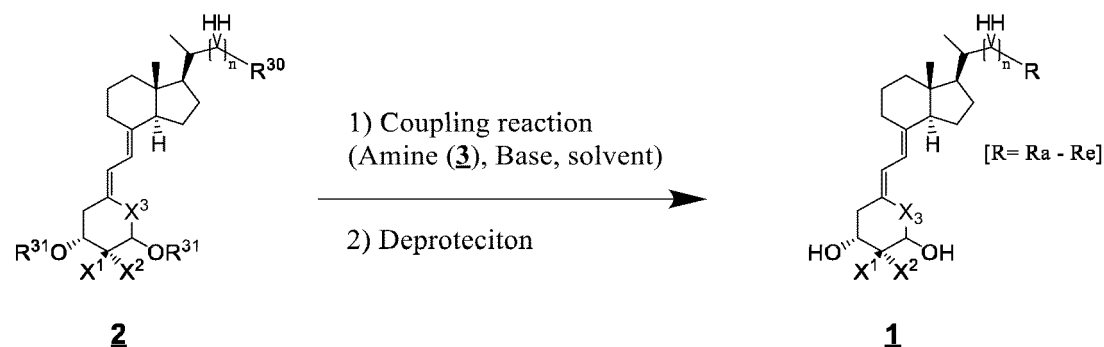 HH
( )n
R³⁰
H
X³
R³¹O
OR³¹
X¹ X²
2
1) Coupling reaction
(Amine (3), Base, solvent)
2) Deproteciton
HH
( )n
R
H
[R= Ra - Re]
X₃
HO
OH
X¹ X²
1